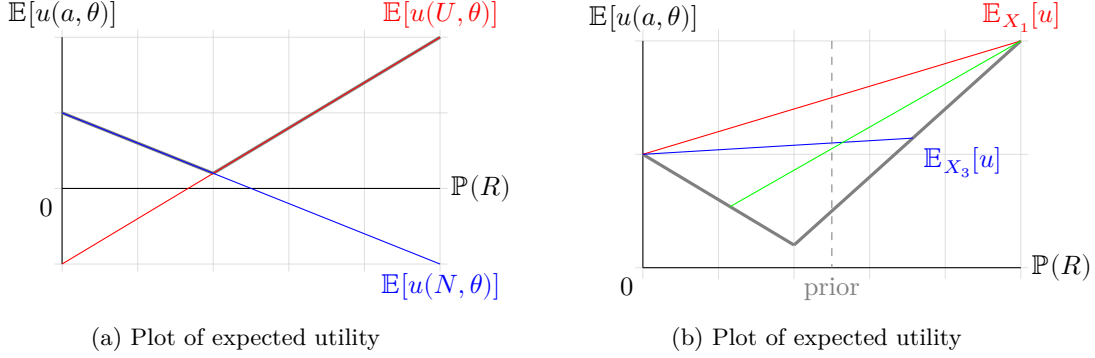 𝔼[u(a, θ)]
𝔼[u(U, θ)]
ℙ(R)
0
𝔼[u(N, θ)]
(a) Plot of expected utility
𝔼[u(a, θ)]
𝔼_{X_1}[u]
𝔼_{X_3}[u]
ℙ(R)
0
prior
(b) Plot of expected utility